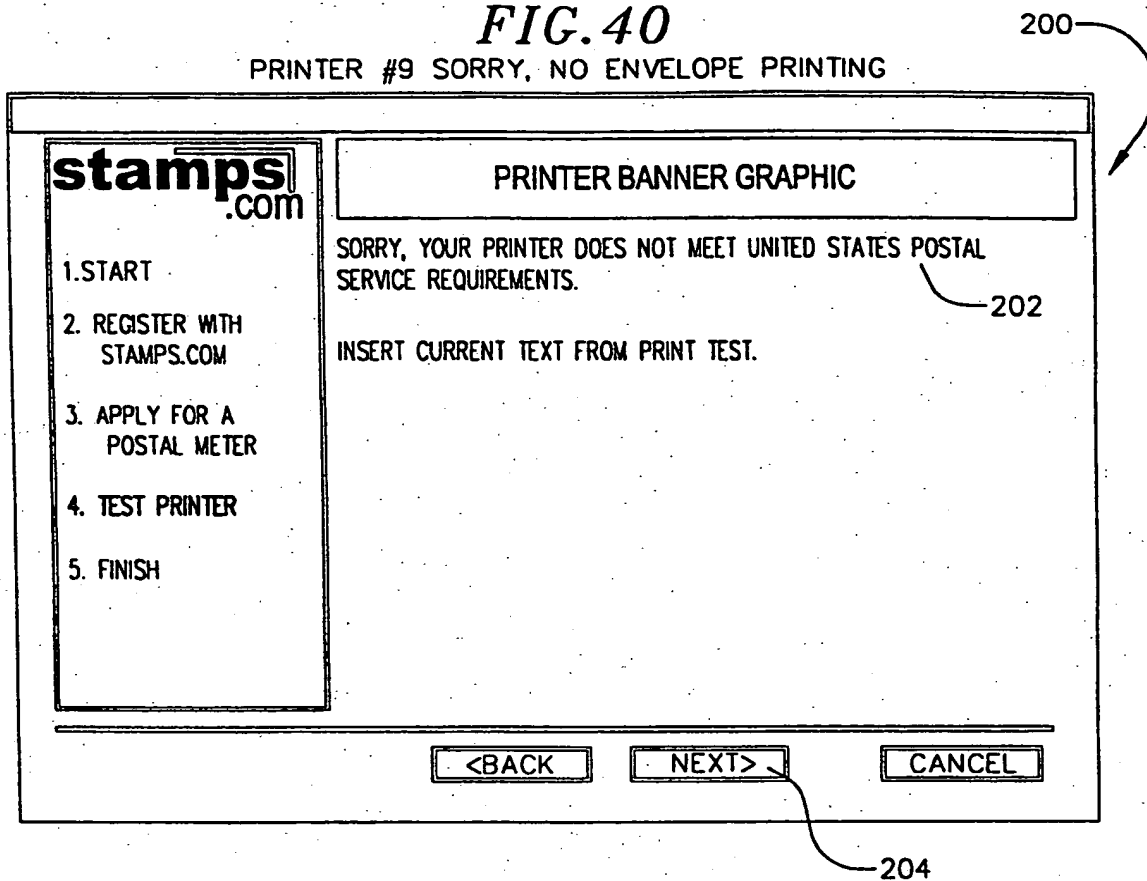 FIG.40
200
PRINTER #9 SORRY, NO ENVELOPE PRINTING
stamps
.com
PRINTER BANNER GRAPHIC
1.START
2. REGISTER WITH
STAMPS.COM
3. APPLY FOR A
POSTAL METER
4. TEST PRINTER
5. FINISH
SORRY, YOUR PRINTER DOES NOT MEET UNITED STATES POSTAL
SERVICE REQUIREMENTS.
202
INSERT CURRENT TEXT FROM PRINT TEST.
<BACK
NEXT>
CANCEL
204